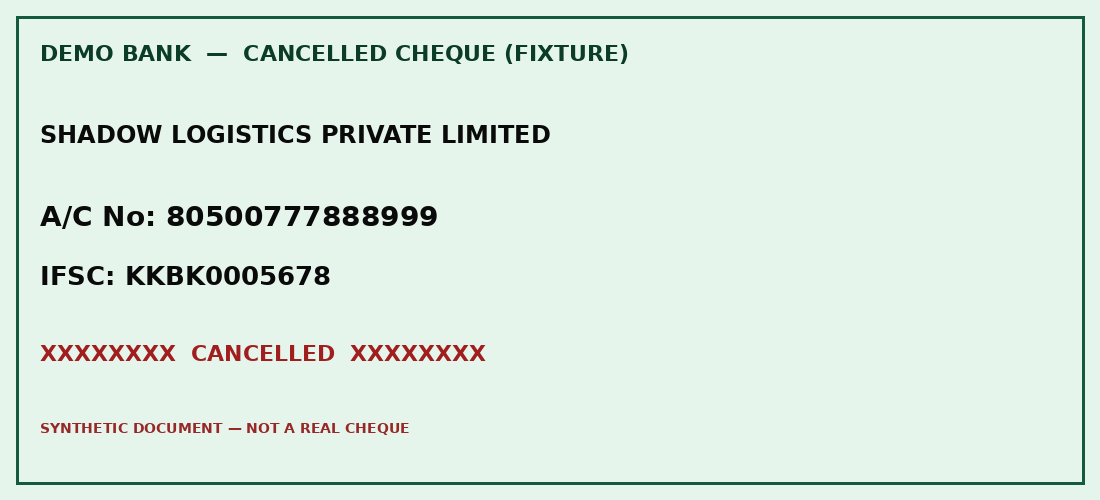 DEMO BANK — CANCELLED CHEQUE (FIXTURE)
SHADOW LOGISTICS PRIVATE LIMITED
A/C No: 80500777888999
IFSC: KKBK0005678
XXXXXXXX CANCELLED XXXXXXXX
SYNTHETIC DOCUMENT — NOT A REAL CHEQUE